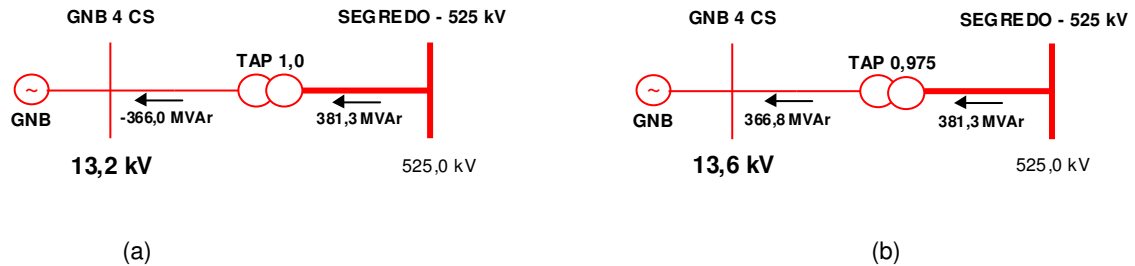 GNB 4 CS
SEGREDO - 525 kV
TAP 1,0
~
GNB
-366,0 MVAr
381,3 MVAr
13,2 kV
525,0 kV
(a)
GNB 4 CS
SEGREDO - 525 kV
TAP 0,975
~
GNB
366,8 MVAr
381,3 MVAr
13,6 kV
525,0 kV
(b)